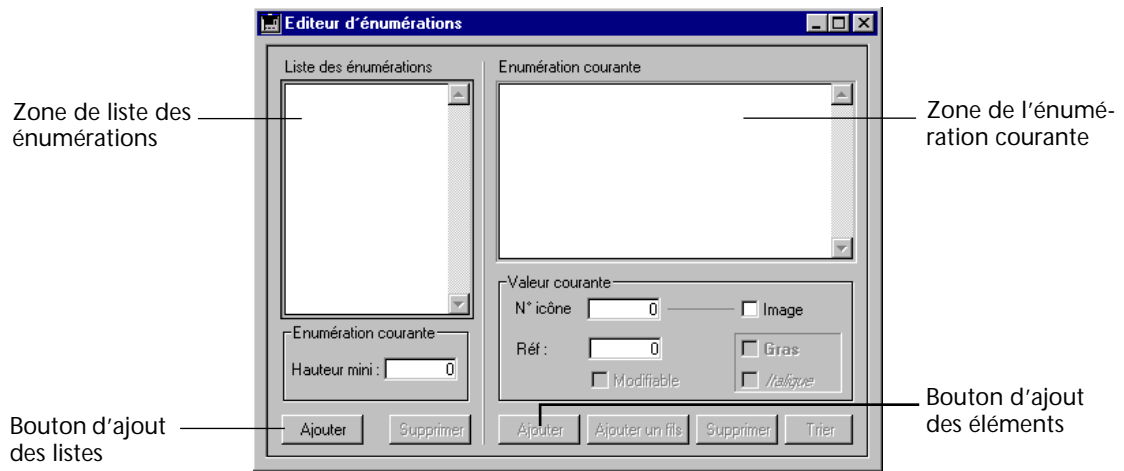 Editeur d'énumérations
Liste des énumérations
Enumération courante
Zone de liste des
énumérations
Zone de l'énumé-
ration courante
Valeur courante
N° icône
0
Image
Enumération courante
Hauteur mini :
0
Réf :
0
Gras
Modifiable
Italique
Bouton d'ajout
des listes
Ajouter
Supprimer
Ajouter
Ajouter un fils
Supprimer
Trier
Bouton d'ajout
des éléments